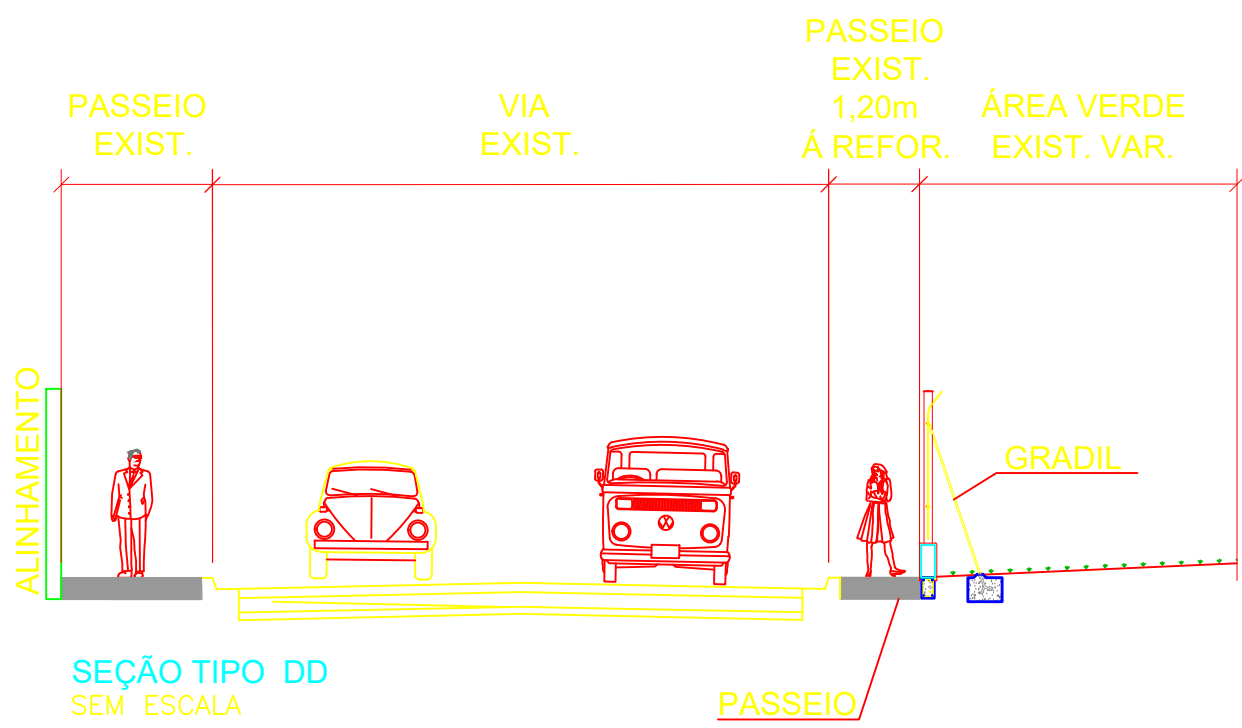 PASSEIO
EXIST.
VIA
EXIST.
PASSEIO
EXIST.
1,20m
Á REFOR.
ÁREA VERDE
EXIST. VAR.
ALINHAMENTO
GRADIL
SEÇÃO TIPO DD
SEM ESCALA
PASSEIO